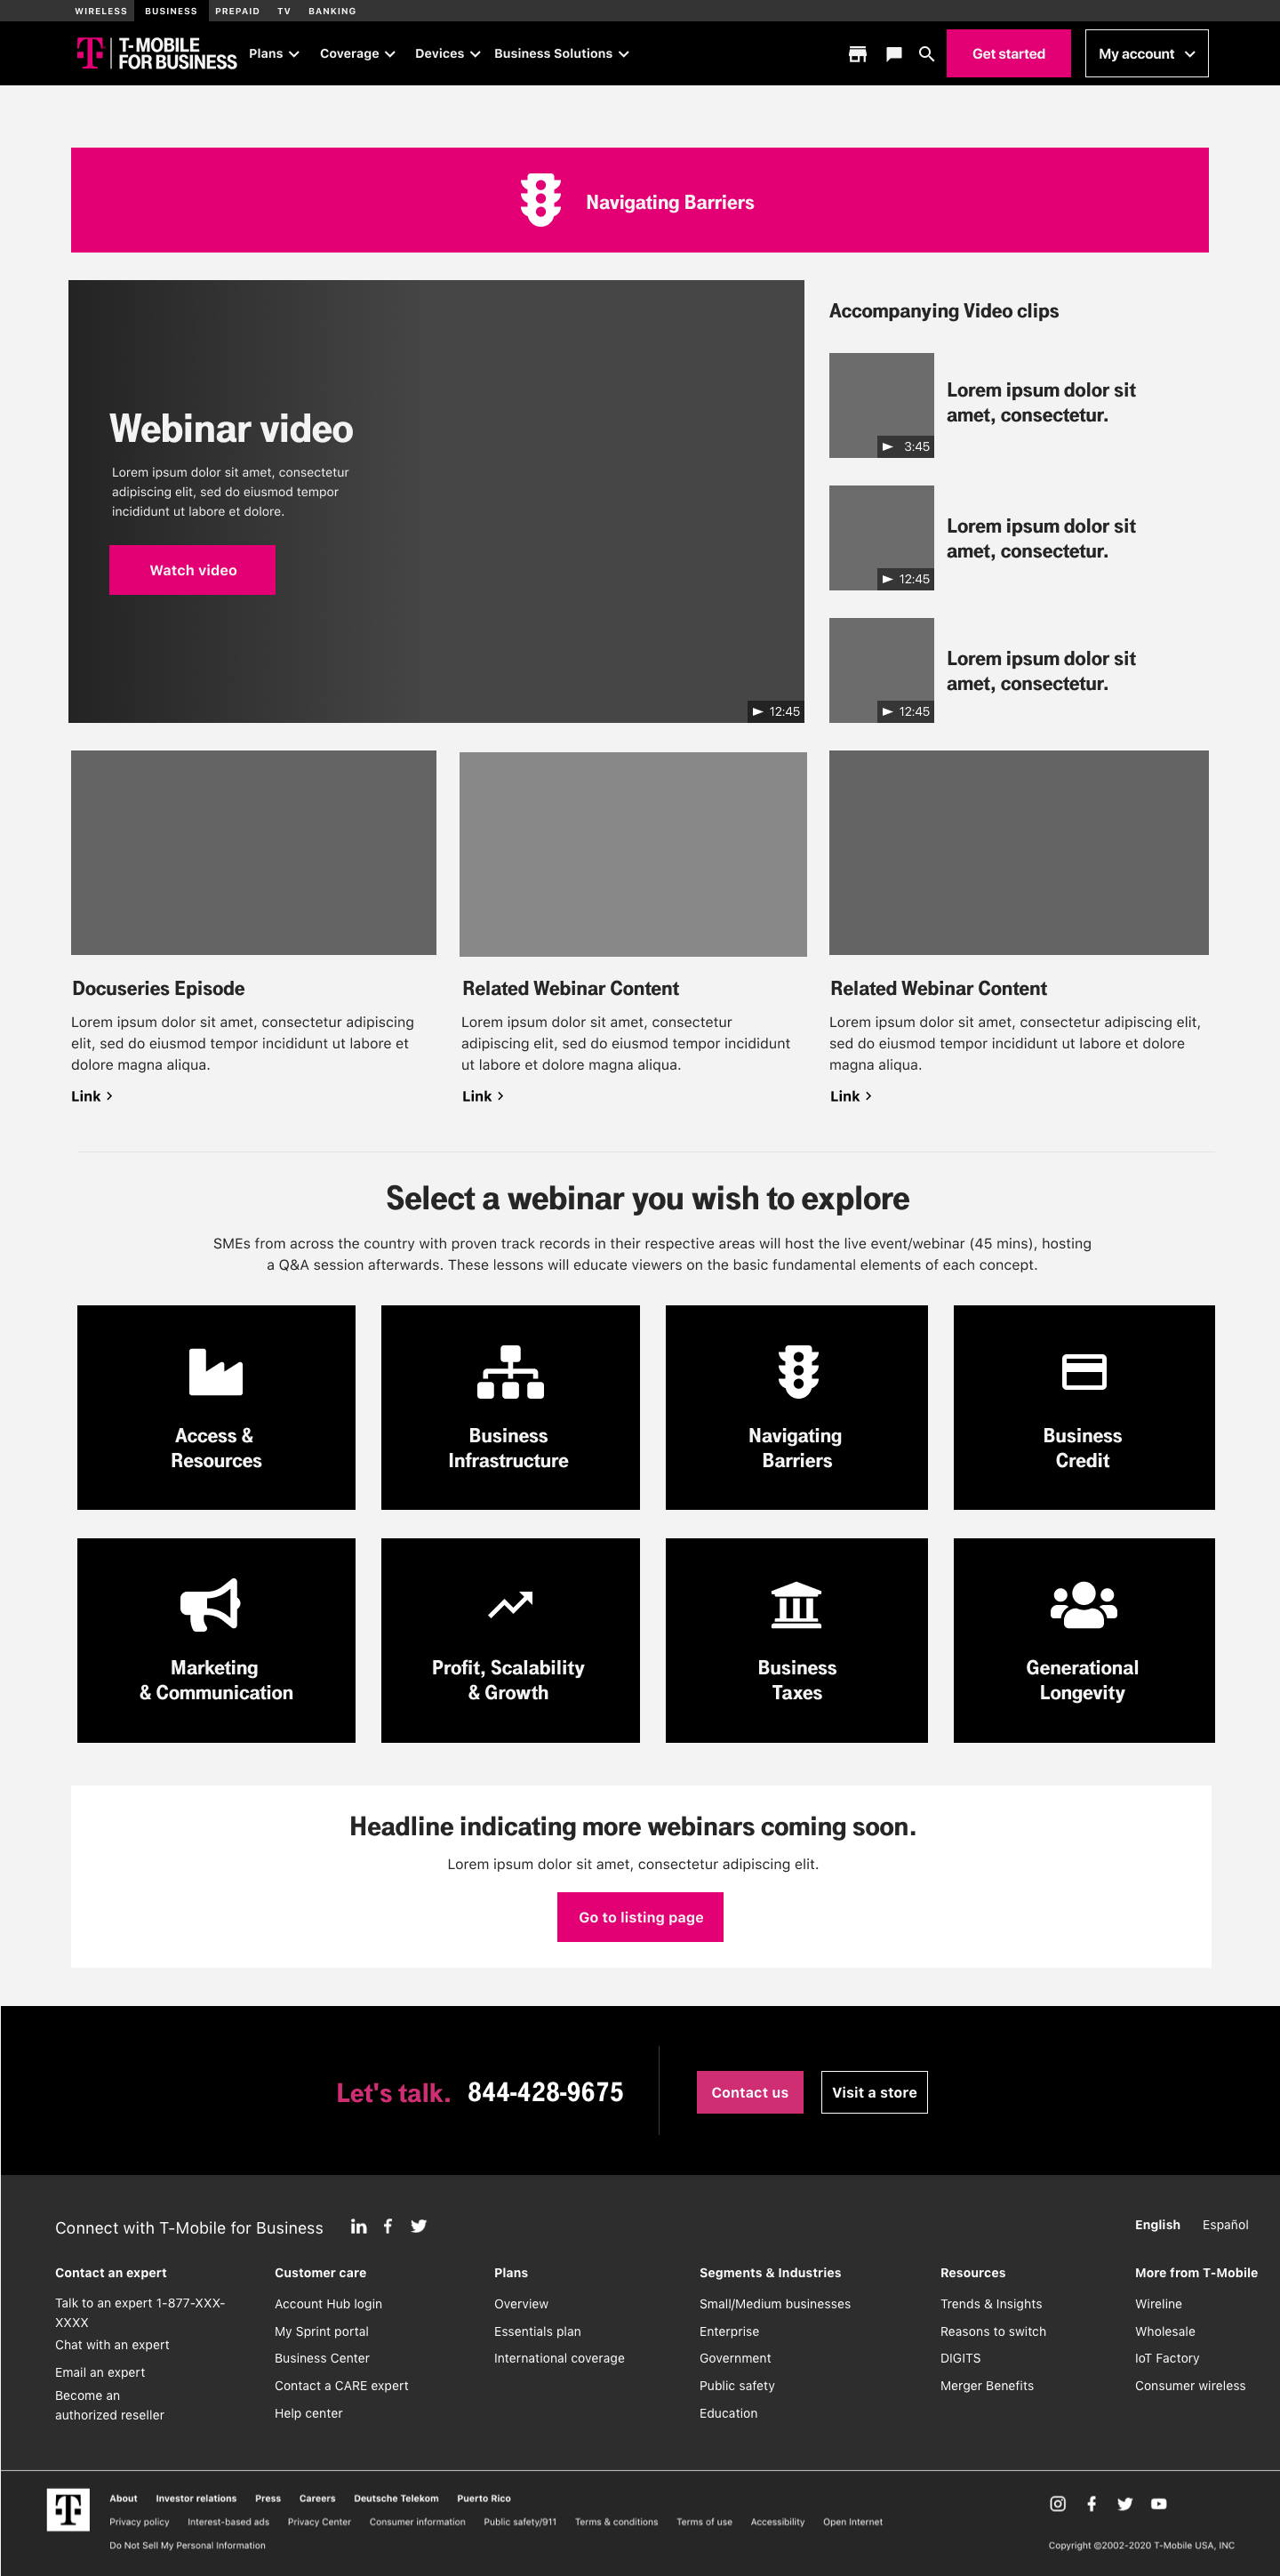 WIRELESS BUSINESS PREPAID TV BANKING
T-MOBILE
FOR BUSINESS
Plans Coverage Devices Business Solutions Get started My account
Navigating Barriers
Webinar video
Lorem ipsum dolor sit amet, consectetur
adipiscing elit, sed do eiusmod tempor
incididunt ut labore et dolore.
Watch video
12:45
Accompanying Video clips
3:45
Lorem ipsum dolor sit
amet, consectetur.
12:45
Lorem ipsum dolor sit
amet, consectetur.
12:45
Lorem ipsum dolor sit
amet, consectetur.
Docuseries Episode
Lorem ipsum dolor sit amet, consectetur adipiscing
elit, sed do eiusmod tempor incididunt ut labore et
dolore magna aliqua.
Link
Related Webinar Content
Lorem ipsum dolor sit amet, consectetur
adipiscing elit, sed do eiusmod tempor incididunt
ut labore et dolore magna aliqua.
Link
Related Webinar Content
Lorem ipsum dolor sit amet, consectetur adipiscing elit,
sed do eiusmod tempor incididunt ut labore et dolore
magna aliqua.
Link
Select a webinar you wish to explore
SMEs from across the country with proven track records in their respective areas will host the live event/webinar (45 mins), hosting
a Q&A session afterwards. These lessons will educate viewers on the basic fundamental elements of each concept.
Access &
Resources
Business
Infrastructure
Navigating
Barriers
Business
Credit
Marketing
& Communication
Profit, Scalability
& Growth
Business
Taxes
Generational
Longevity
Headline indicating more webinars coming soon.
Lorem ipsum dolor sit amet, consectetur adipiscing elit.
Go to listing page
Let's talk. 844-428-9675 Contact us Visit a store
Connect with T-Mobile for Business English Español
Contact an expert
Talk to an expert 1-877-XXX-
XXXX
Chat with an expert
Email an expert
Become an
authorized reseller
Customer care
Account Hub login
My Sprint portal
Business Center
Contact a CARE expert
Help center
Plans
Overview
Essentials plan
International coverage
Segments & Industries
Small/Medium businesses
Enterprise
Government
Public safety
Education
Resources
Trends & Insights
Reasons to switch
DIGITS
Merger Benefits
More from T-Mobile
Wireline
Wholesale
IoT Factory
Consumer wireless
About Investor relations Press Careers Deutsche Telekom Puerto Rico
Privacy policy Interest-based ads Privacy Center Consumer information Public safety/911 Terms & conditions Terms of use Accessibility Open Internet
Do Not Sell My Personal Information
Copyright ©2002-2020 T-Mobile USA, INC